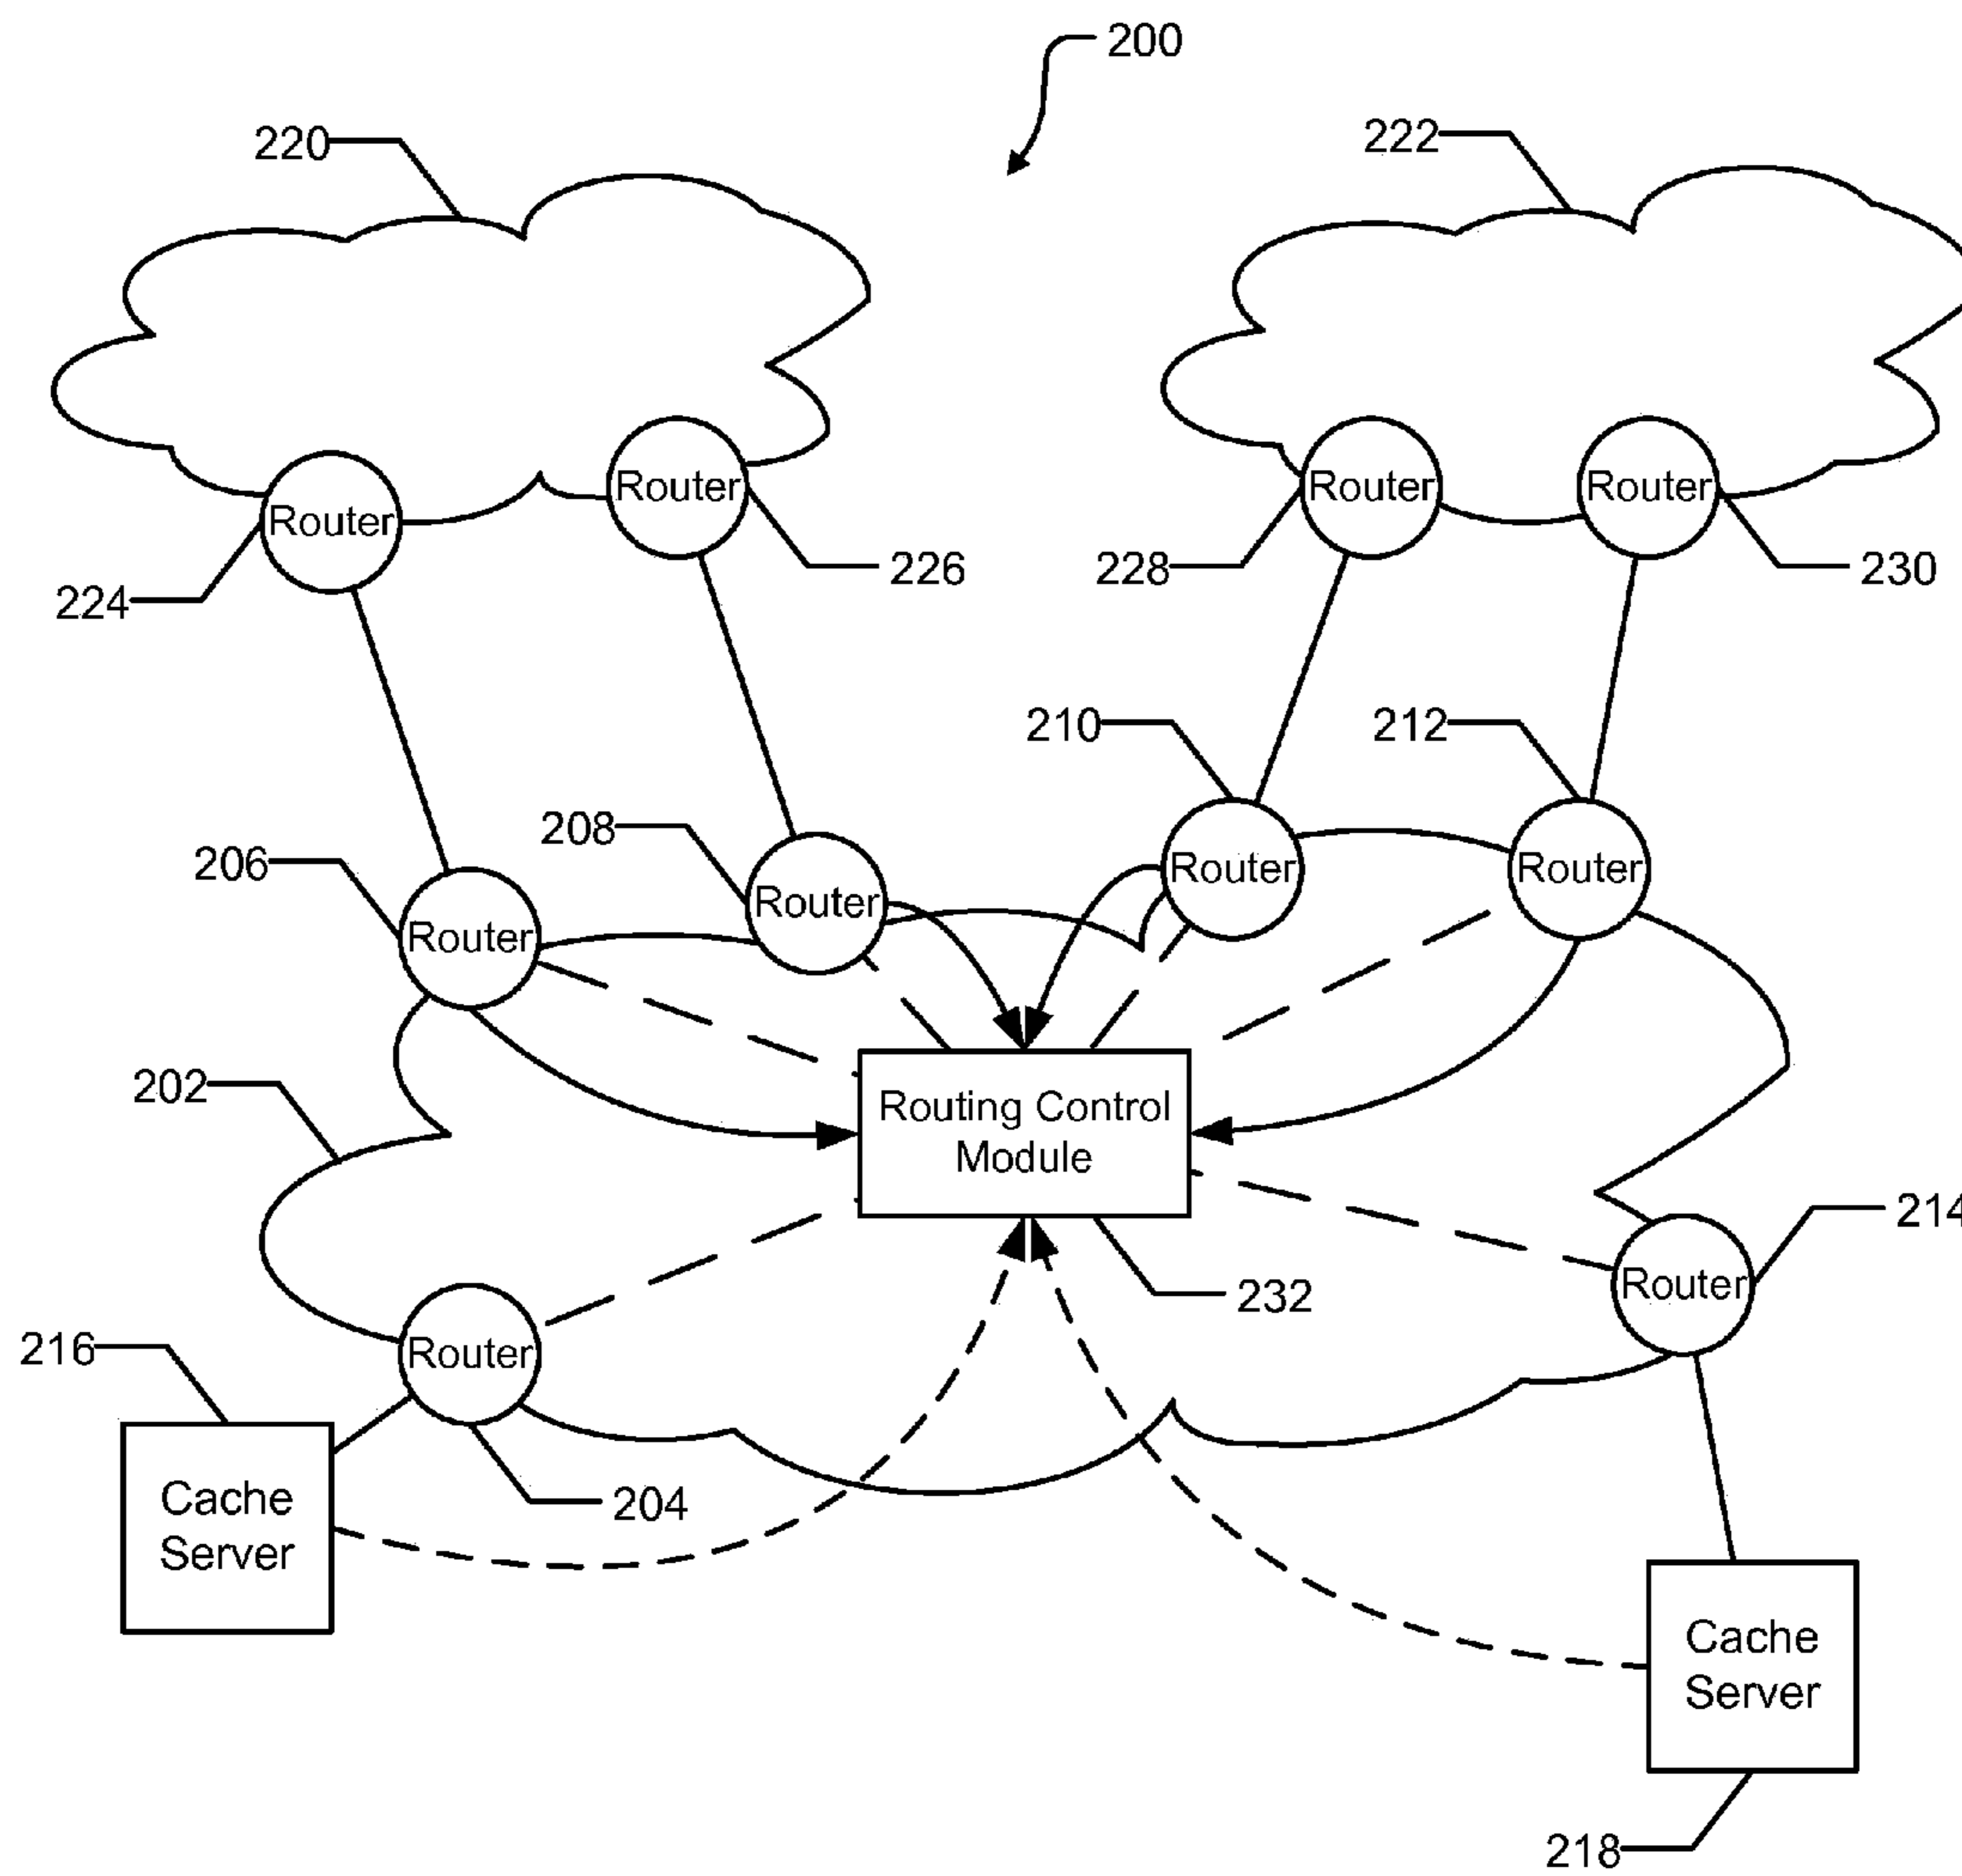 200
220
222
Router
Router
Router
Router
224
226
228
230
210
212
208
206
Router
Router
Router
Router
202
Routing Control
Module
214
232
Router
216
Router
204
Cache
Server
Cache
Server
218